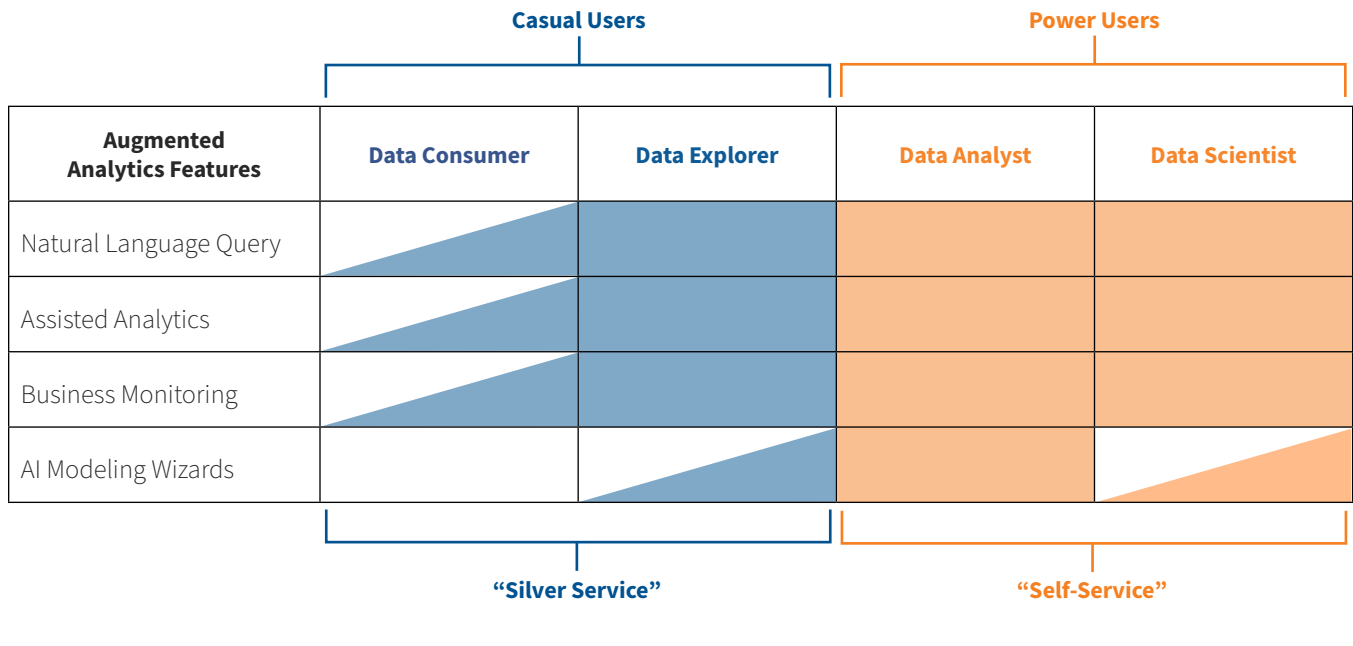 Casual Users
Power Users
Augmented
Analytics Features
Data Consumer
Data Explorer
Data Analyst
Data Scientist
Natural Language Query
Assisted Analytics
Business Monitoring
AI Modeling Wizards
“Silver Service”
“Self-Service”